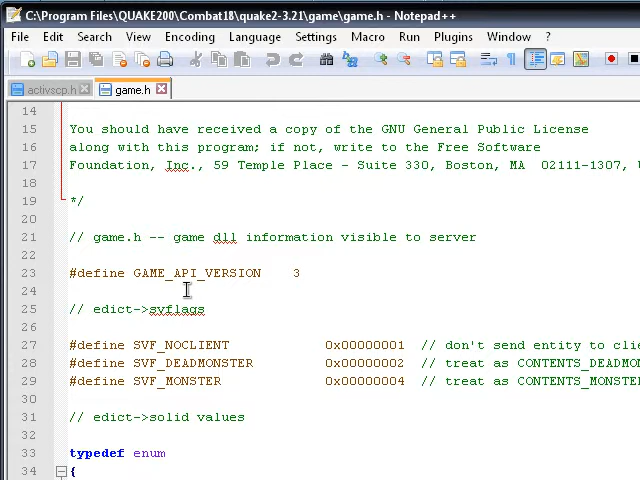 C:\Program Files\QUAKE200\Combat18\quake2-3.21\game\game.h - Notepad++
File Edit Search View Encoding Language Settings Macro Run Plugins Window ?
activscp.h game.h
14
15 You should have received a copy of the GNU General Public License
16 along with this program; if not, write to the Free Software
17 Foundation, Inc., 59 Temple Place - Suite 330, Boston, MA 02111-1307, U
18
19 */
20
21 // game.h -- game dll information visible to server
22
23 #define GAME_API_VERSION 3
24
25 // edict->svflags
26
27 #define SVF_NOCLIENT 0x00000001 // don't send entity to clie
28 #define SVF_DEADMONSTER 0x00000002 // treat as CONTENTS_DEADMO
29 #define SVF_MONSTER 0x00000004 // treat as CONTENTS_MONSTE
30
31 // edict->solid values
32
33 typedef enum
34 {